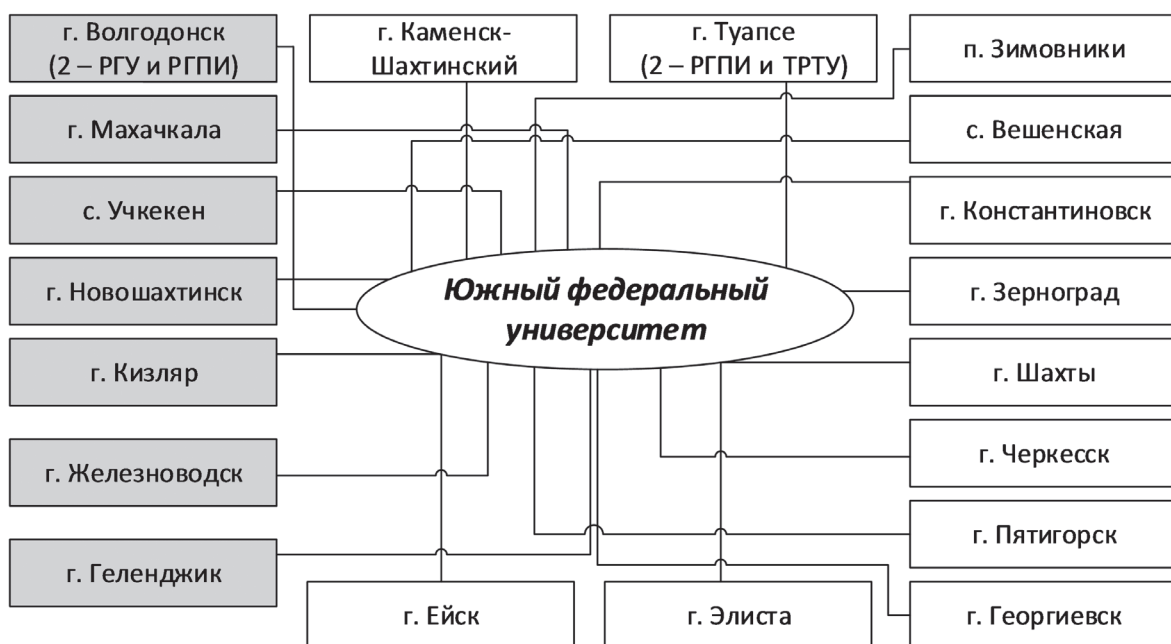 г. Волгодонск
(2 – РГУ и РГПИ)
г. Каменск-
Шахтинский
г. Туапсе
(2 – РГПИ и ТРТУ)
п. Зимовники
г. Махачкала
с. Вешенская
с. Учкекен
г. Константиновск
г. Новошахтинск
Южный федеральный
университет
г. Зерноград
г. Кизляр
г. Шахты
г. Железноводск
г. Черкесск
г. Пятигорск
г. Геленджик
г. Ейск
г. Элиста
г. Георгиевск